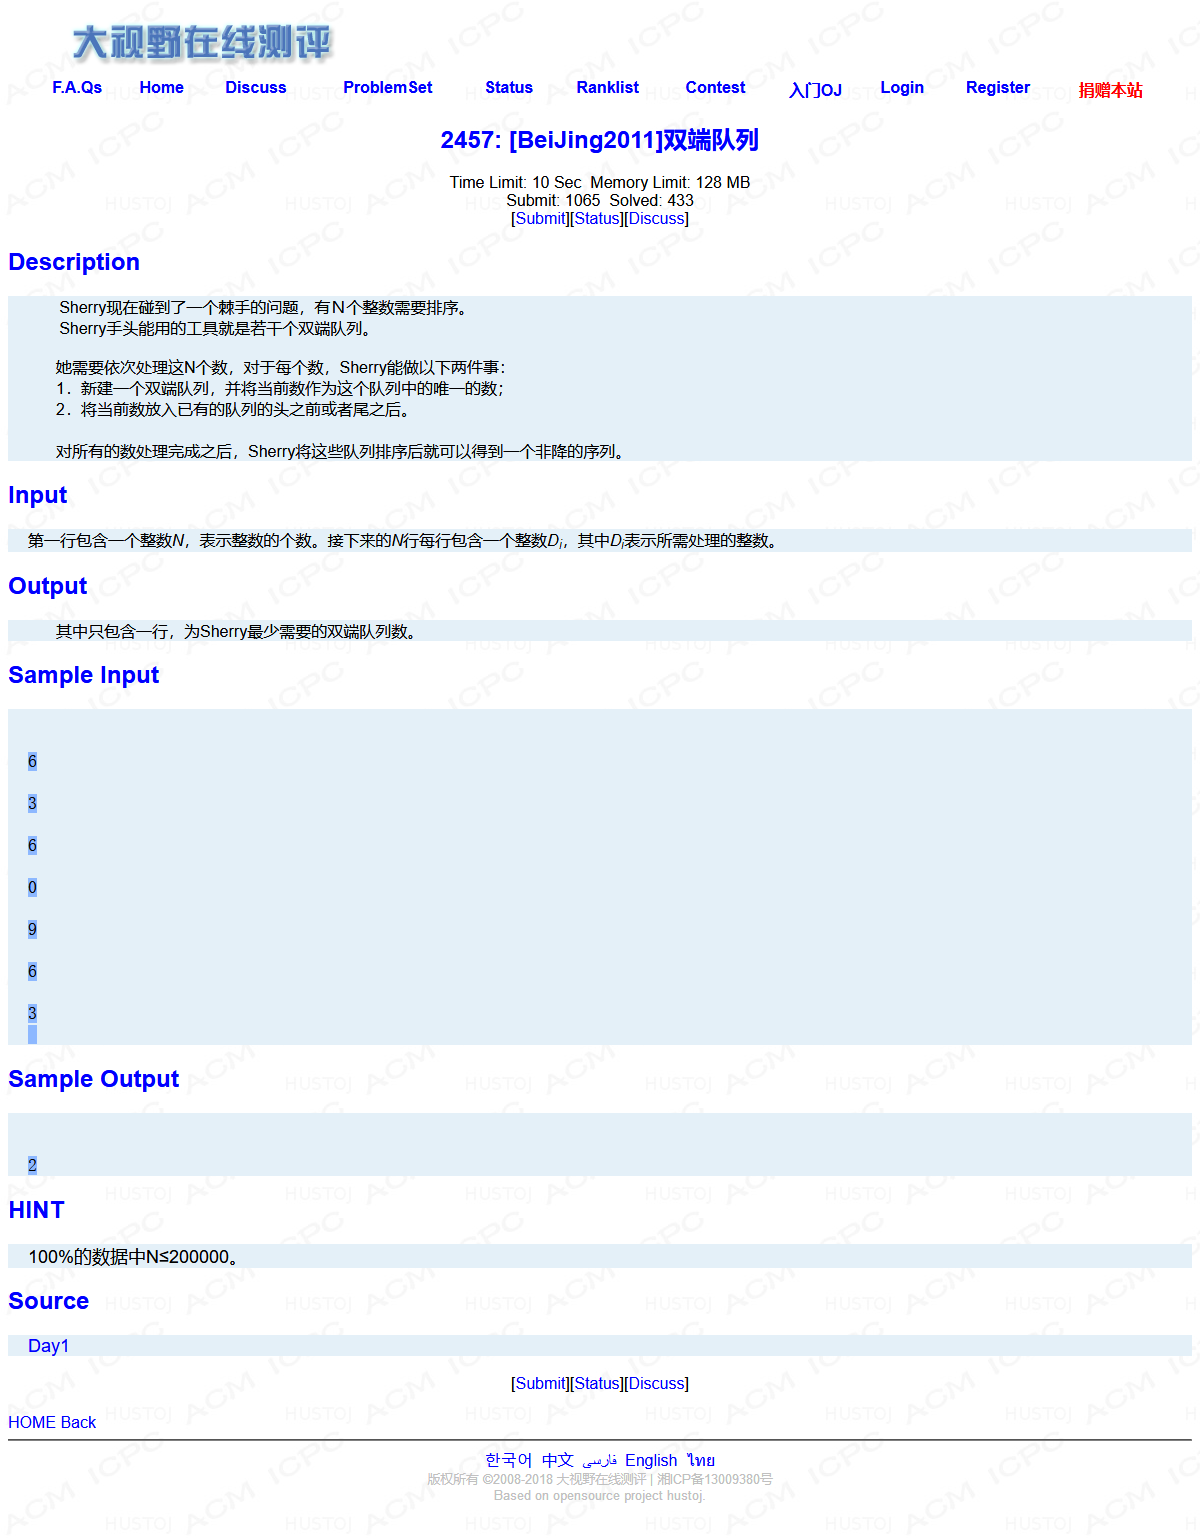 大视野在线测评
F.A.Qs Home Discuss ProblemSet Status Ranklist Contest 入门OJ Login Register 捐赠本站
2457: [BeiJing2011]双端队列
Time Limit: 10 Sec  Memory Limit: 128 MB
Submit: 1065  Solved: 433
[Submit][Status][Discuss]
Description
Sherry现在碰到了一个棘手的问题，有Ｎ个整数需要排序。
Sherry手头能用的工具就是若干个双端队列。
她需要依次处理这N个数，对于每个数，Sherry能做以下两件事：
1．新建一个双端队列，并将当前数作为这个队列中的唯一的数；
2．将当前数放入已有的队列的头之前或者尾之后。
对所有的数处理完成之后，Sherry将这些队列排序后就可以得到一个非降的序列。
Input
第一行包含一个整数N，表示整数的个数。接下来的N行每行包含一个整数Di，其中Di表示所需处理的整数。
Output
其中只包含一行，为Sherry最少需要的双端队列数。
Sample Input
6
3
6
0
9
6
3
Sample Output
2
HINT
100%的数据中N≤200000。
Source
Day1
[Submit][Status][Discuss]
HOME Back
한국어 中文 فارسی English ไทย
版权所有 ©2008-2018 大视野在线测评 | 湘ICP备13009380号
Based on opensource project hustoj.